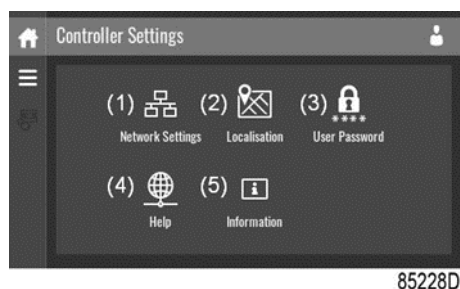 Controller Settings
(1) (2) (3)
****
Network Settings Localisation User Password
(4) (5) i
Help Information
85228D